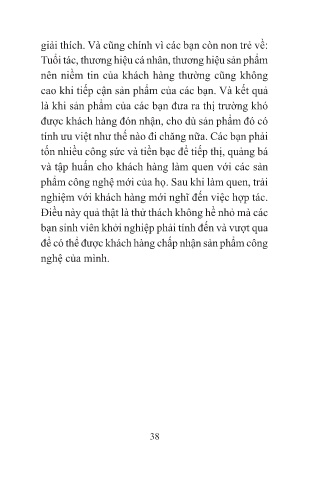 giải thích. Và cũng chính vì các bạn còn non trẻ về:
Tuổi tác, thương hiệu cá nhân, thương hiệu sản phẩm
nên niềm tin của khách hàng thường cũng không
cao khi tiếp cận sản phẩm của các bạn. Và kết quả
là khi sản phẩm của các bạn đưa ra thị trường khó
được khách hàng đón nhận, cho dù sản phẩm đó có
tính ưu việt như thế nào đi chăng nữa. Các bạn phải
tốn nhiều công sức và tiền bạc để tiếp thị, quảng bá
và tập huấn cho khách hàng làm quen với các sản
phẩm công nghệ mới của họ. Sau khi làm quen, trải
nghiệm với khách hàng mới nghĩ đến việc hợp tác.
Điều này quả thật là thử thách không hề nhỏ mà các
bạn sinh viên khởi nghiệp phải tính đến và vượt qua
để có thể được khách hàng chấp nhận sản phẩm công
nghệ của mình.
38